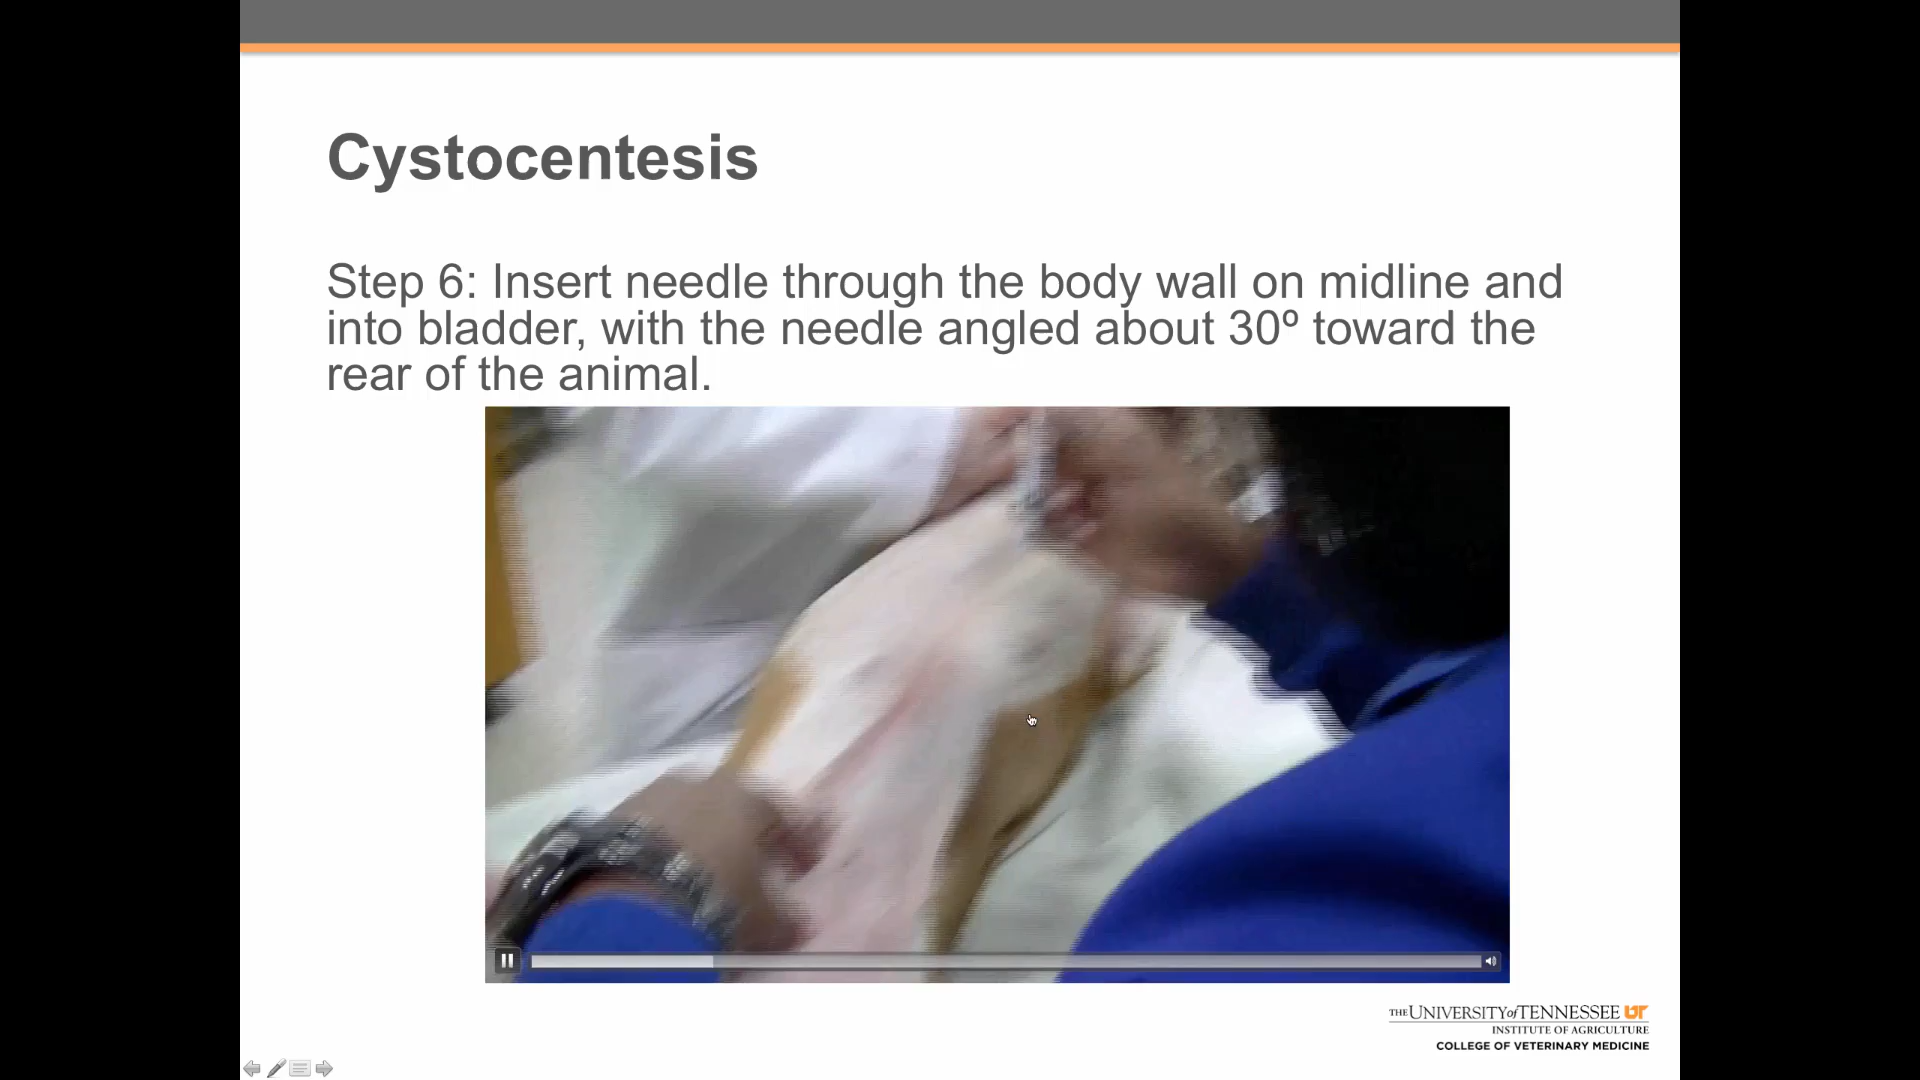 Cystocentesis
Step 6: Insert needle through the body wall on midline and
into bladder, with the needle angled about 30º toward the
rear of the animal.
THE UNIVERSITY of TENNESSEE UT
INSTITUTE OF AGRICULTURE
COLLEGE OF VETERINARY MEDICINE